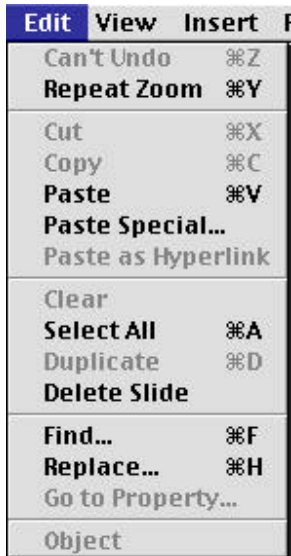 Edit View Insert
Can't Undo ⌘Z
Repeat Zoom ⌘Y
Cut ⌘X
Copy ⌘C
Paste ⌘V
Paste Special...
Paste as Hyperlink
Clear
Select All ⌘A
Duplicate ⌘D
Delete Slide
Find... ⌘F
Replace... ⌘H
Go to Property...
Object